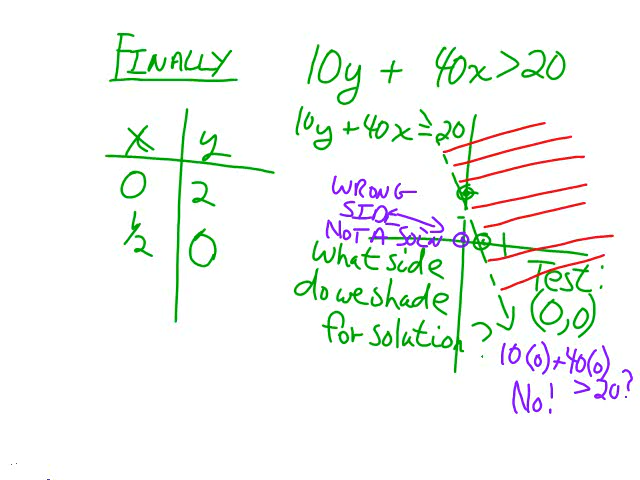 FINALLY
10y + 40x > 20
10y + 40x = 20
x y
0 2
1/2 0
WRONG
SIDE
NOT A SOLN
What side
do we shade
for solution?
1
Test:
(0,0)
10(0)+40(0)
>20?
No!